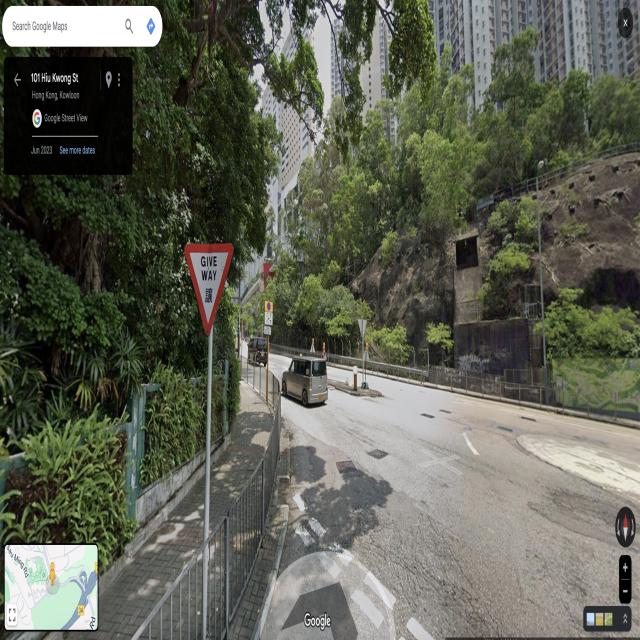 Search Google Maps
101 Hiu Kwong St
Hong Kong, Kowloon
Google Street View
Jun 2023 See more dates
GIVE
WAY
讓
Google
X